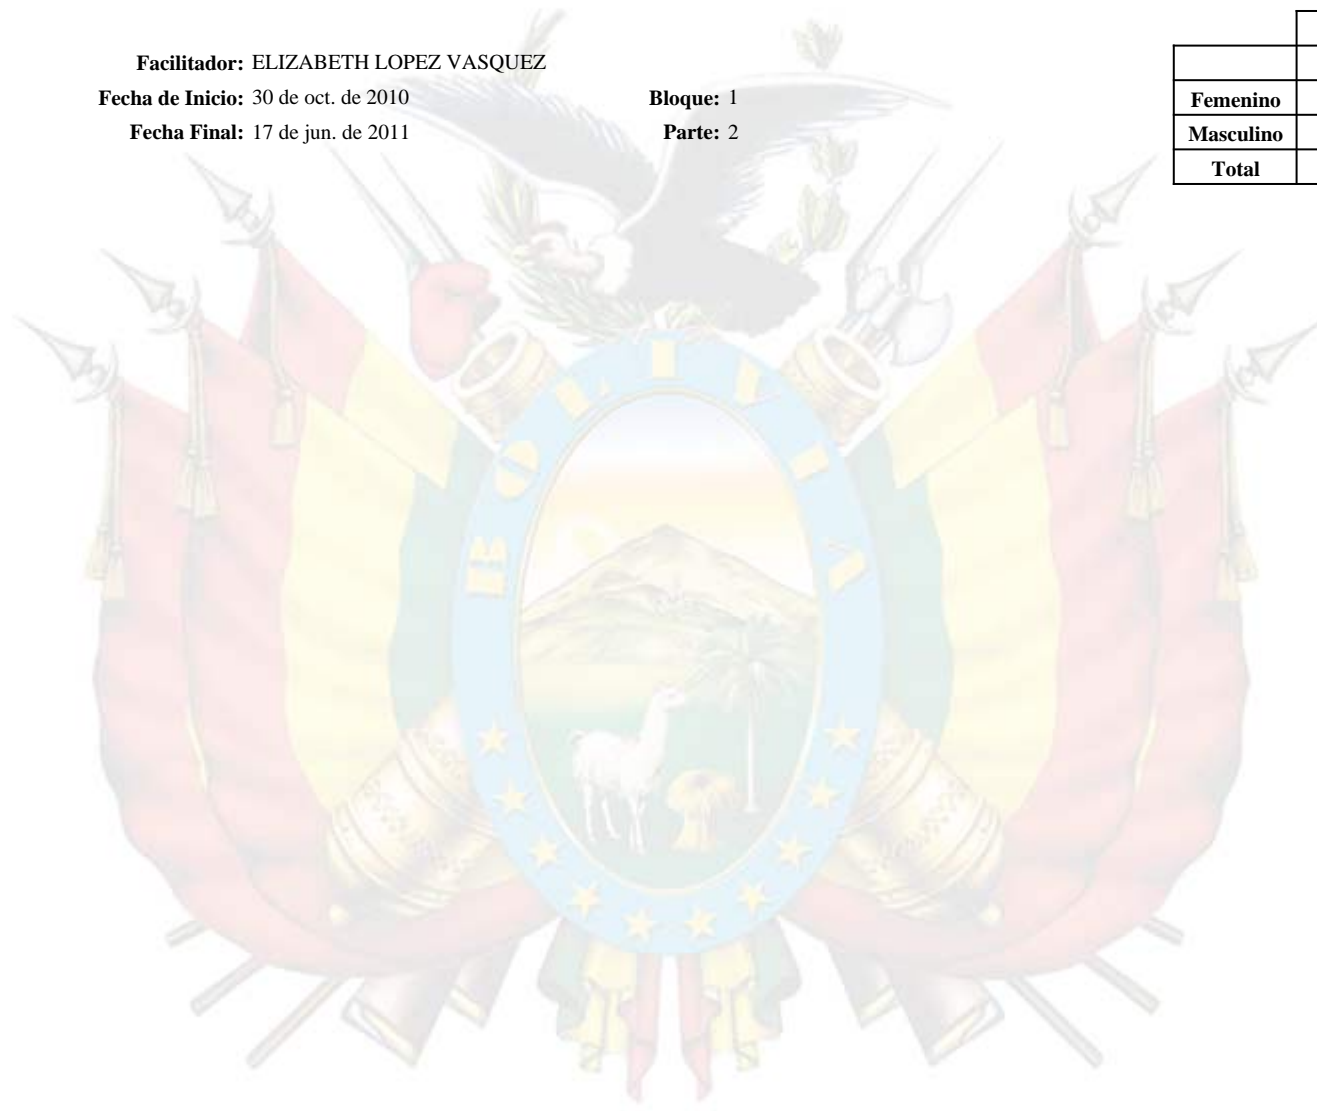 Facilitador: ELIZABETH LOPEZ VASQUEZ
Fecha de Inicio: 30 de oct. de 2010 Bloque: 1
Fecha Final: 17 de jun. de 2011 Parte: 2
Femenino
Masculino
Total
BOLIVIA